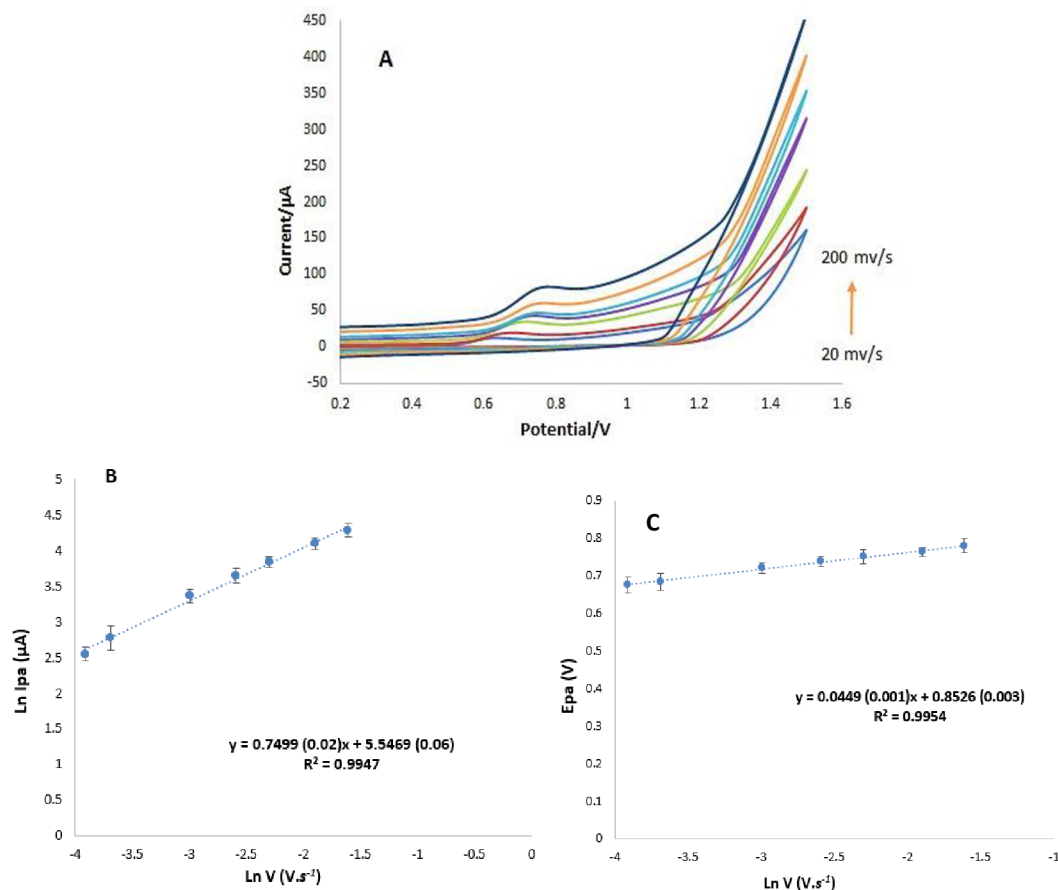 A
450
400
350
300
250
200
150
100
50
0
-50
Current/µA
0.2 0.4 0.6 0.8 1 1.2 1.4 1.6
Potential/V
200 mv/s
20 mv/s
B
5
4.5
4
3.5
3
2.5
2
1.5
1
0.5
0
Ln Ipa (µA)
y = 0.7499 (0.02)x + 5.5469 (0.06)
R² = 0.9947
-4 -3.5 -3 -2.5 -2 -1.5 -1 -0.5 0
Ln V (V.s⁻¹)
C
0.9
0.8
0.7
0.6
0.5
0.4
0.3
0.2
0.1
0
Epa (V)
y = 0.0449 (0.001)x + 0.8526 (0.003)
R² = 0.9954
-4 -3.5 -3 -2.5 -2 -1.5 -1
Ln V (V.s⁻¹)